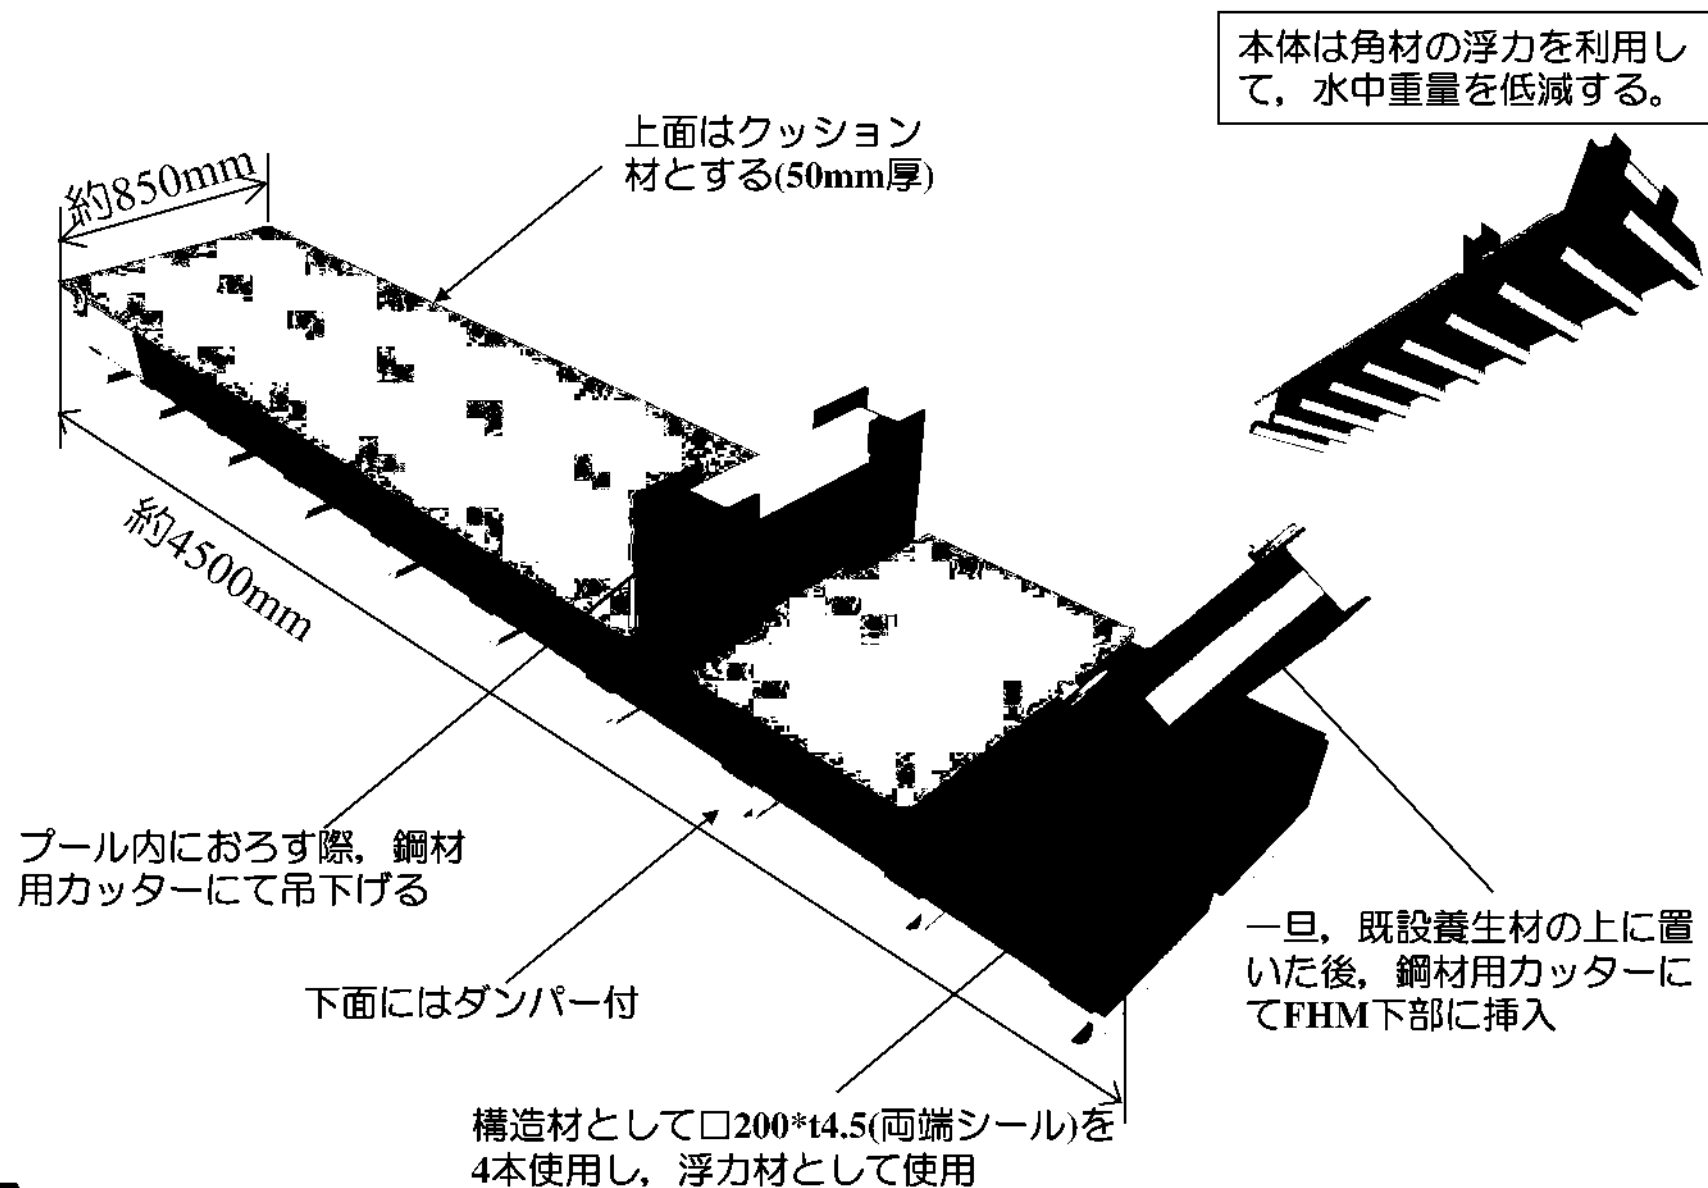 本体は角材の浮力を利用し
て，水中重量を低減する。
上面はクッション
材とする(50mm厚)
約850mm
約4500mm
プール内におろす際，鋼材
用カッターにて吊下げる
下面にはダンパー付
一旦，既設養生材の上に置
いた後，鋼材用カッターに
てFHM下部に挿入
構造材として□200*t4.5(両端シール)を
4本使用し，浮力材として使用